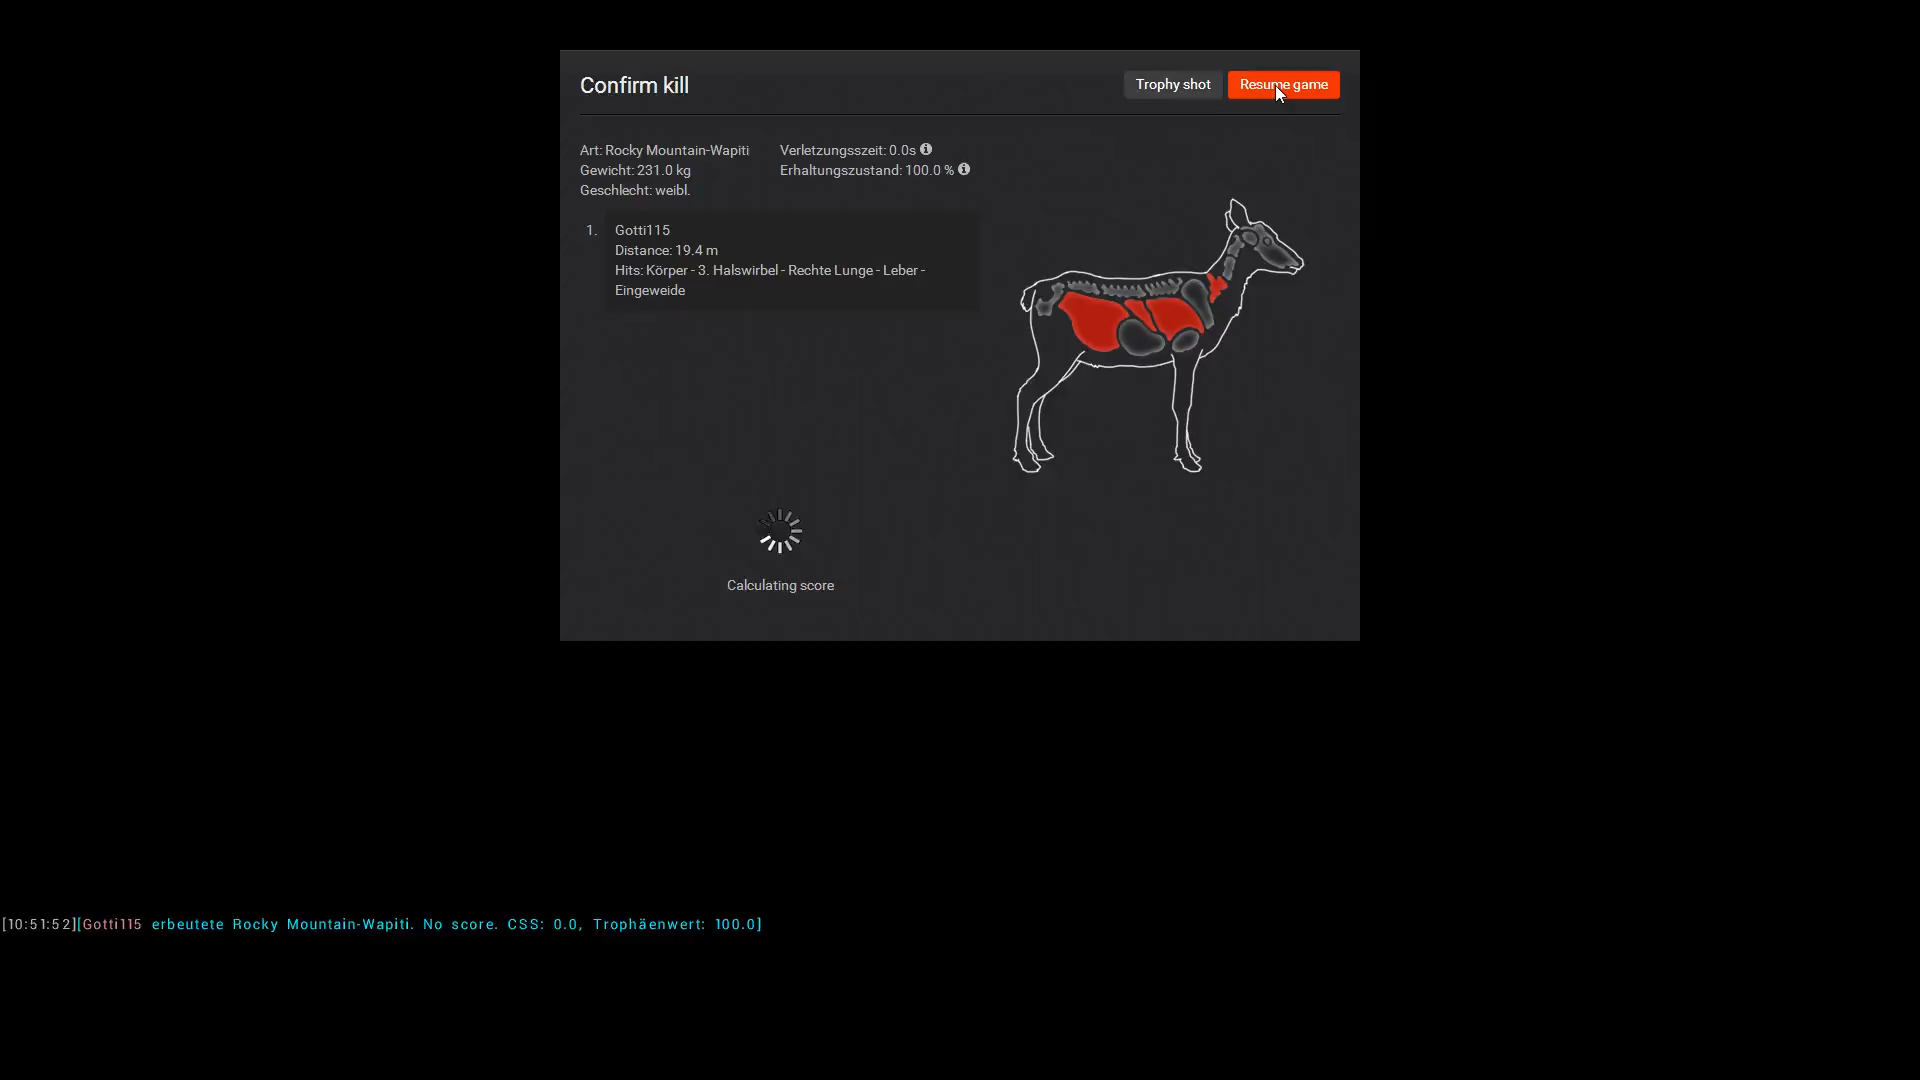 Confirm kill
Trophy shot
Resume game
Art: Rocky Mountain-Wapiti
Gewicht: 231.0 kg
Geschlecht: weibl.
Verletzungsszeit: 0.0s
Erhaltungszustand: 100.0 %
1.
Gotti115
Distance: 19.4 m
Hits: Körper - 3. Halswirbel - Rechte Lunge - Leber -
Eingeweide
Calculating score
[10:51:52][Gotti115 erbeutete Rocky Mountain-Wapiti. No score. CSS: 0.0, Trophäenwert: 100.0]